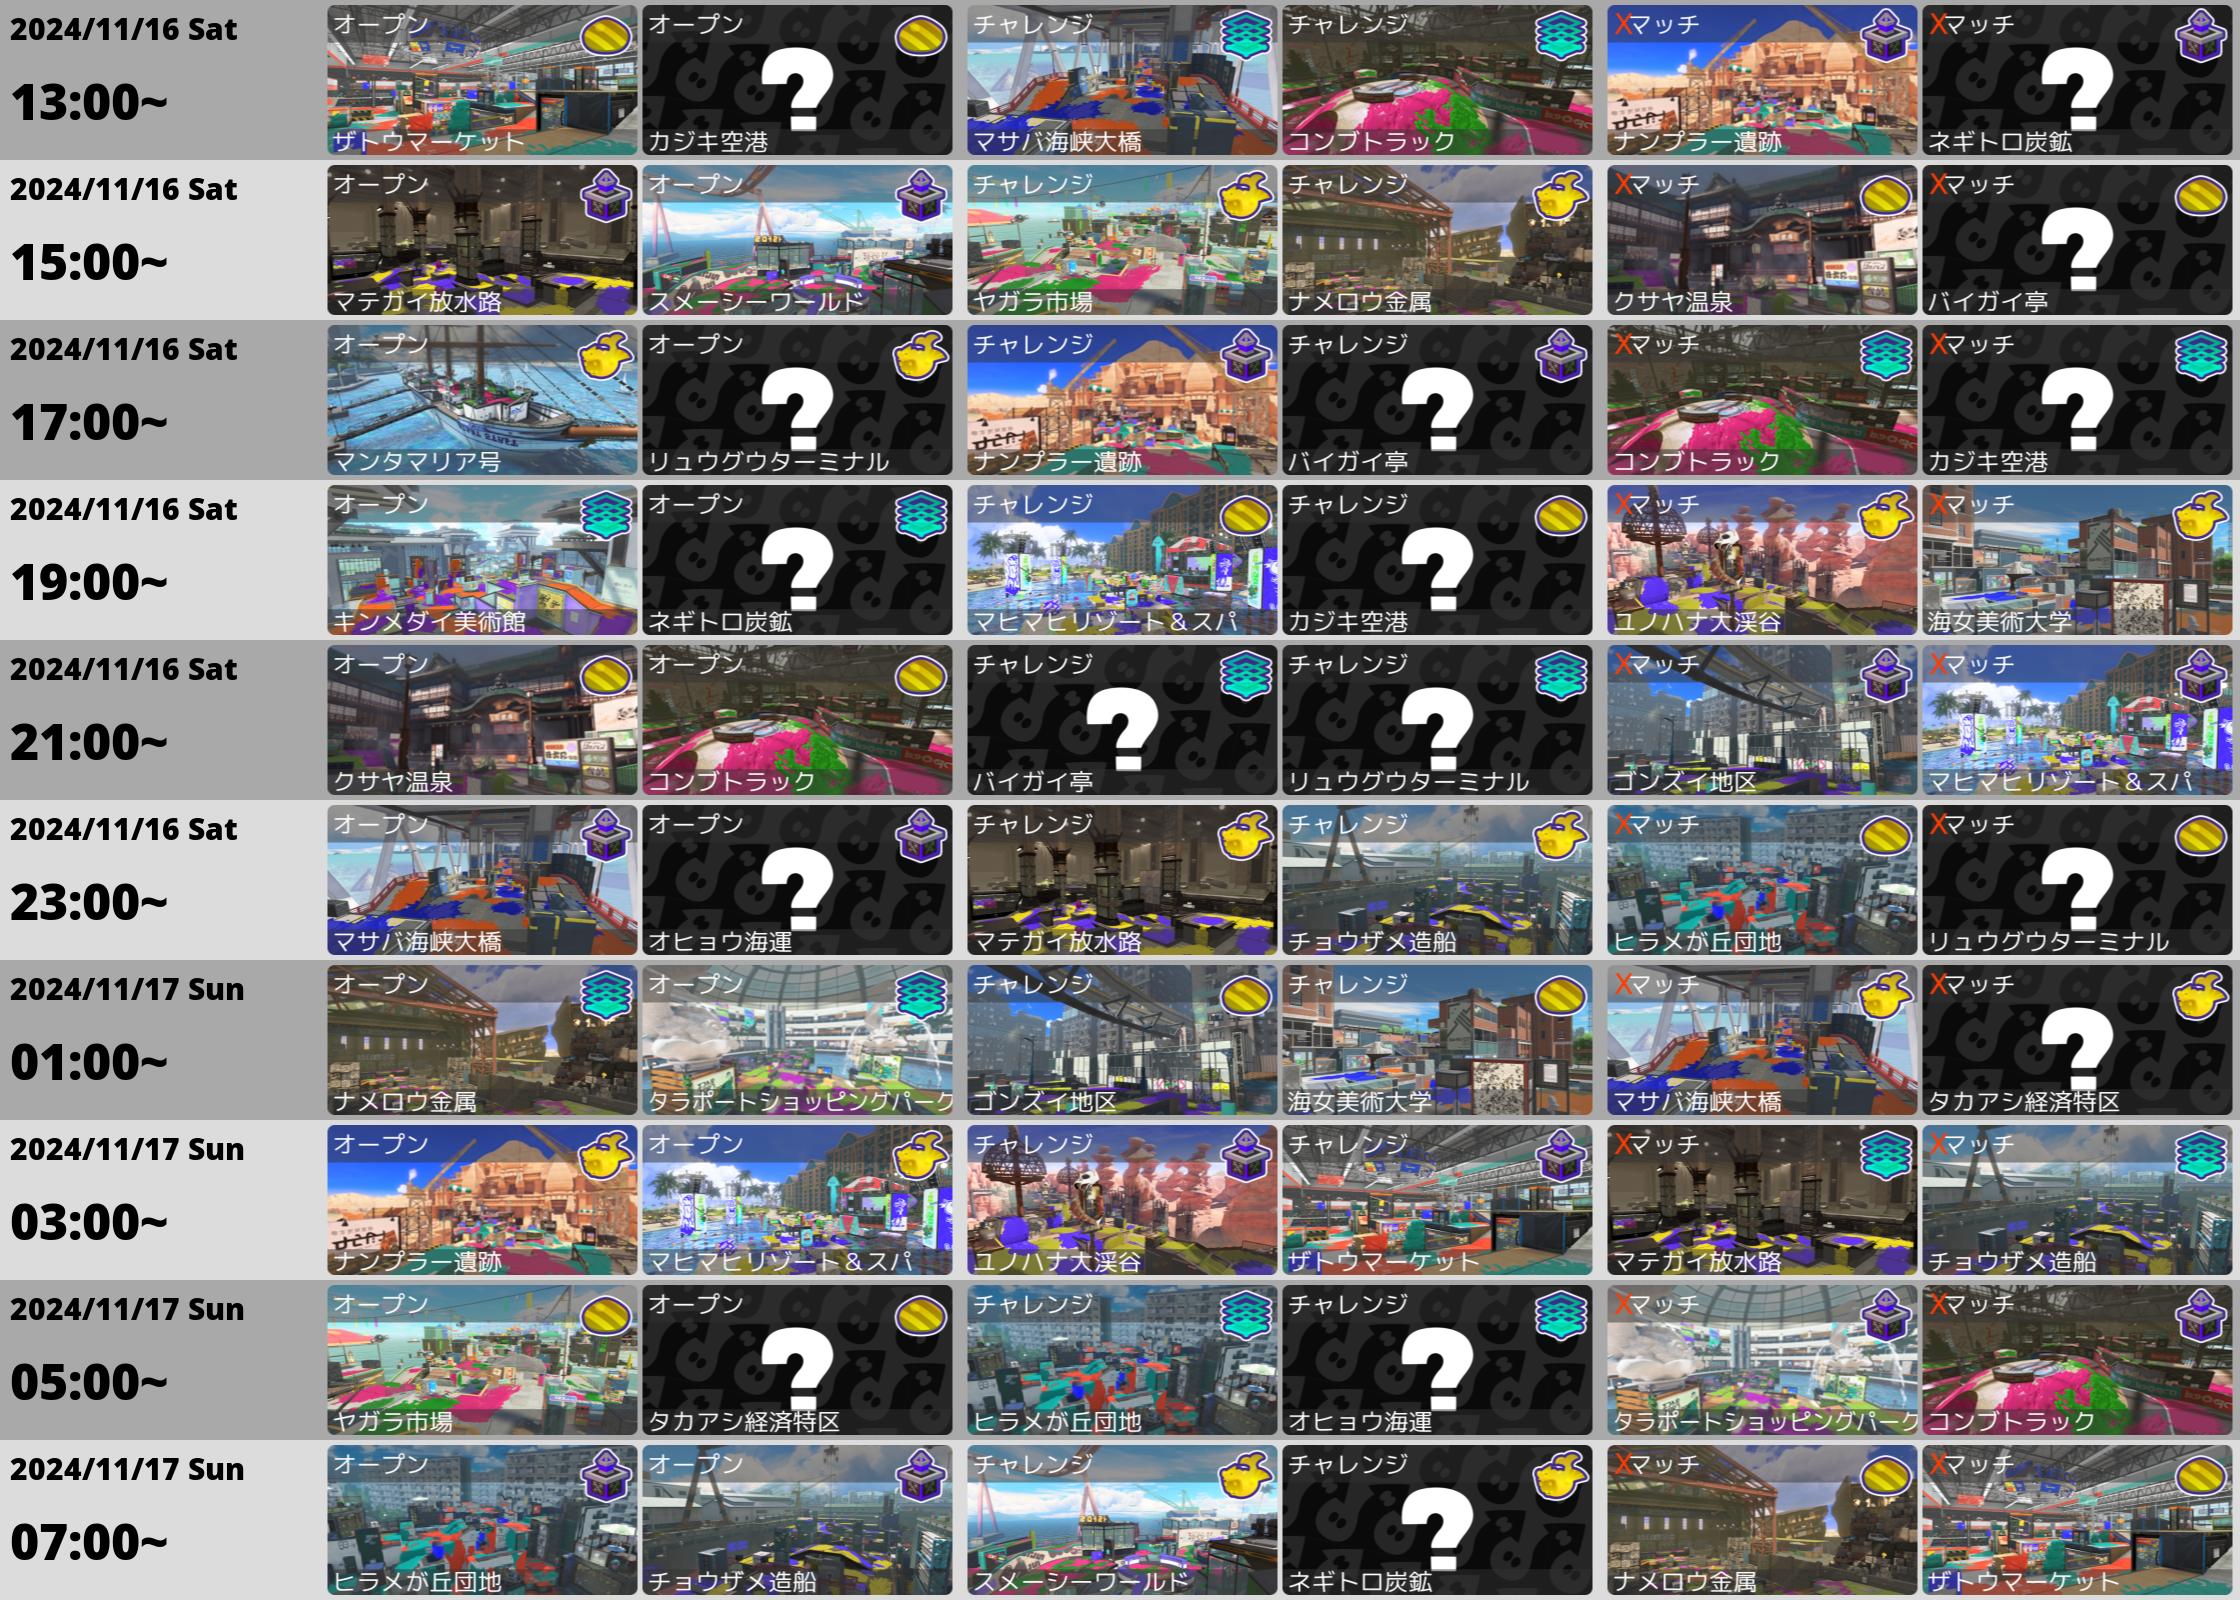 2024/11/16 Sat
13:00~
オープン
ザトウマーケット
オープン
カジキ空港
チャレンジ
マサバ海峡大橋
チャレンジ
コンブトラック
Xマッチ
ナンプラー遺跡
Xマッチ
ネギトロ炭鉱
2024/11/16 Sat
15:00~
オープン
マテガイ放水路
オープン
スメーシーワールド
チャレンジ
ヤガラ市場
チャレンジ
ナメロウ金属
Xマッチ
クサヤ温泉
Xマッチ
バイガイ亭
2024/11/16 Sat
17:00~
オープン
マンタマリア号
オープン
リュウグウターミナル
チャレンジ
ナンプラー遺跡
チャレンジ
バイガイ亭
Xマッチ
コンブトラック
Xマッチ
カジキ空港
2024/11/16 Sat
19:00~
オープン
キンメダイ美術館
オープン
ネギトロ炭鉱
チャレンジ
マヒマヒリゾート＆スパ
チャレンジ
カジキ空港
Xマッチ
ユノハナ大渓谷
Xマッチ
海女美術大学
2024/11/16 Sat
21:00~
オープン
クサヤ温泉
オープン
コンブトラック
チャレンジ
バイガイ亭
チャレンジ
リュウグウターミナル
Xマッチ
ゴンズイ地区
Xマッチ
マヒマヒリゾート＆スパ
2024/11/16 Sat
23:00~
オープン
マサバ海峡大橋
オープン
オヒョウ海運
チャレンジ
マテガイ放水路
チャレンジ
チョウザメ造船
Xマッチ
ヒラメが丘団地
Xマッチ
リュウグウターミナル
2024/11/17 Sun
01:00~
オープン
ナメロウ金属
オープン
タラポートショッピングパーク
チャレンジ
ゴンズイ地区
チャレンジ
海女美術大学
Xマッチ
マサバ海峡大橋
Xマッチ
タカアシ経済特区
2024/11/17 Sun
03:00~
オープン
ナンプラー遺跡
オープン
マヒマヒリゾート＆スパ
チャレンジ
ユノハナ大渓谷
チャレンジ
ザトウマーケット
Xマッチ
マテガイ放水路
Xマッチ
チョウザメ造船
2024/11/17 Sun
05:00~
オープン
ヤガラ市場
オープン
タカアシ経済特区
チャレンジ
ヒラメが丘団地
チャレンジ
オヒョウ海運
Xマッチ
タラポートショッピングパーク
Xマッチ
コンブトラック
2024/11/17 Sun
07:00~
オープン
ヒラメが丘団地
オープン
チョウザメ造船
チャレンジ
スメーシーワールド
チャレンジ
ネギトロ炭鉱
Xマッチ
ナメロウ金属
Xマッチ
ザトウマーケット